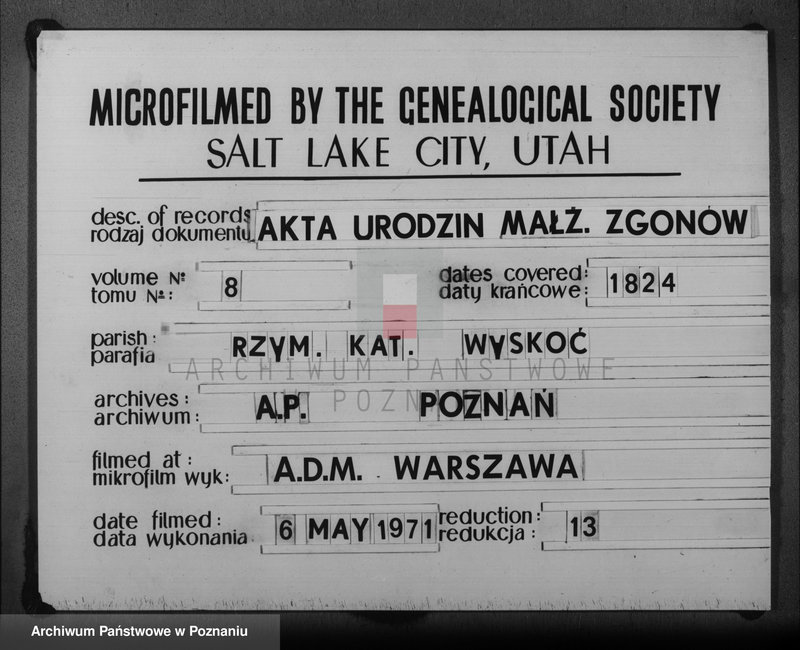 MICROFILMED BY THE GENEALOGICAL SOCIETY
SALT LAKE CITY, UTAH
desc. of records
rodzaj dokumentu AKTA URODZIN MAŁŻ. ZGONÓW
volume Nº
tomu Nº: 8
dates covered:
daty krańcowe: 1824
parish:
parafia RZYM. KAT. WYSKOĆ
ARCHIWUM PAŃSTWOWE
W POZNANIU
archives:
archiwum: A.P. POZNAŃ
filmed at:
mikrofilm wyk: A.D.M. WARSZAWA
date filmed:
data wykonania 6 MAY 1971
reduction:
redukcja: 13
Archiwum Państwowe w Poznaniu